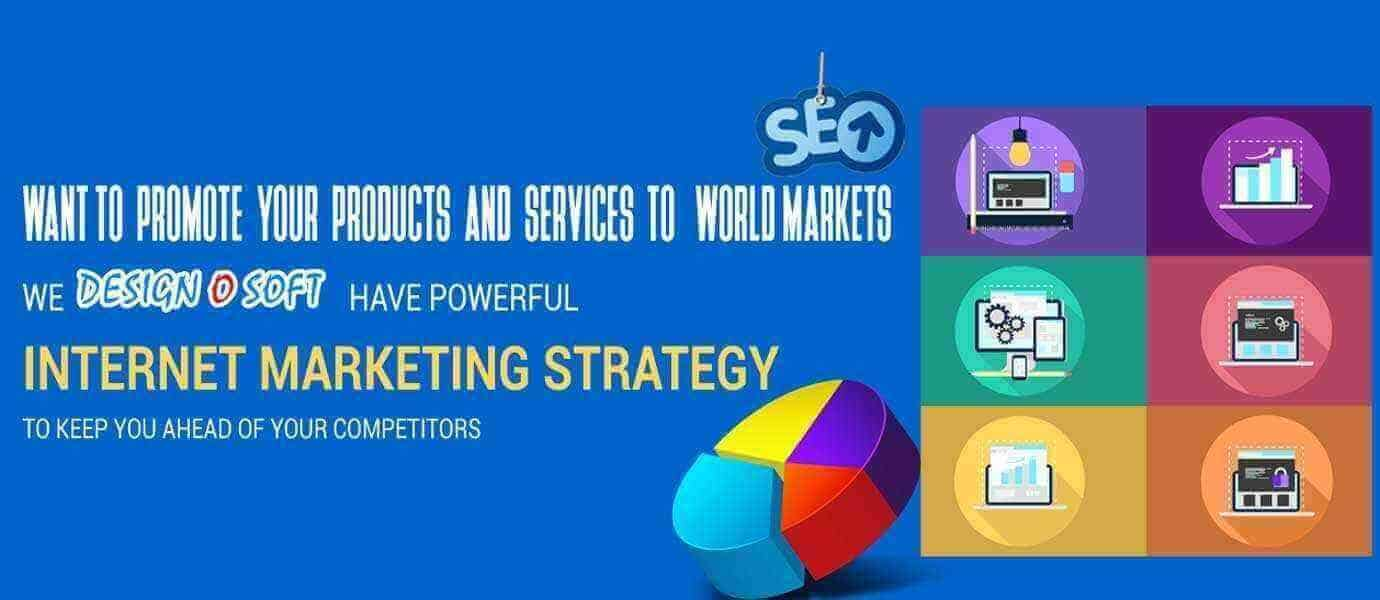 SEO
WANT TO PROMOTE YOUR PRODUCTS AND SERVICES TO WORLD MARKETS
WE DESIGN O SOFT HAVE POWERFUL
INTERNET MARKETING STRATEGY
TO KEEP YOU AHEAD OF YOUR COMPETITORS